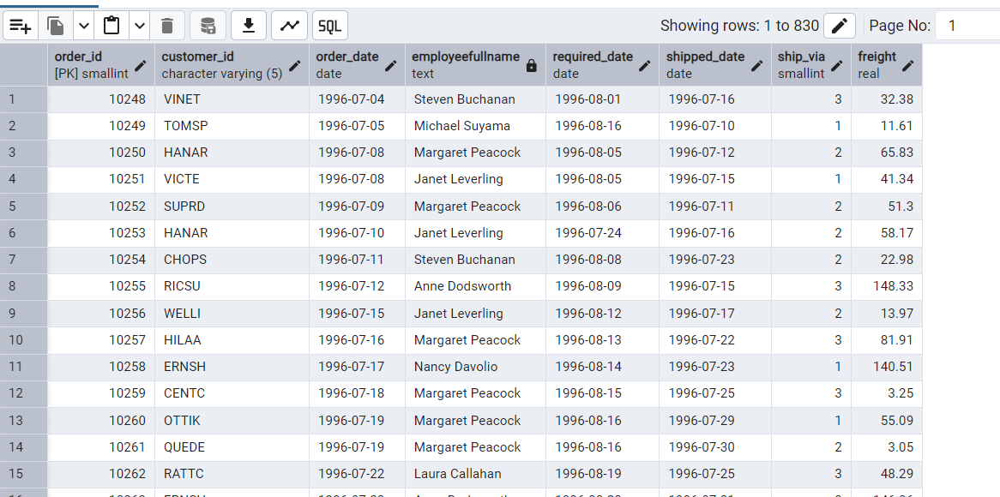 SQL Showing rows: 1 to 830 Page No: 1
order_id customer_id order_date employeefullname required_date shipped_date ship_via freight
[PK] smallint character varying (5) date text date date smallint real
1 10248 VINET 1996-07-04 Steven Buchanan 1996-08-01 1996-07-16 3 32.38
2 10249 TOMSP 1996-07-05 Michael Suyama 1996-08-16 1996-07-10 1 11.61
3 10250 HANAR 1996-07-08 Margaret Peacock 1996-08-05 1996-07-12 2 65.83
4 10251 VICTE 1996-07-08 Janet Leverling 1996-08-05 1996-07-15 1 41.34
5 10252 SUPRD 1996-07-09 Margaret Peacock 1996-08-06 1996-07-11 2 51.3
6 10253 HANAR 1996-07-10 Janet Leverling 1996-07-24 1996-07-16 2 58.17
7 10254 CHOPS 1996-07-11 Steven Buchanan 1996-08-08 1996-07-23 2 22.98
8 10255 RICSU 1996-07-12 Anne Dodsworth 1996-08-09 1996-07-15 3 148.33
9 10256 WELLI 1996-07-15 Janet Leverling 1996-08-12 1996-07-17 2 13.97
10 10257 HILAA 1996-07-16 Margaret Peacock 1996-08-13 1996-07-22 3 81.91
11 10258 ERNSH 1996-07-17 Nancy Davolio 1996-08-14 1996-07-23 1 140.51
12 10259 CENTC 1996-07-18 Margaret Peacock 1996-08-15 1996-07-25 3 3.25
13 10260 OTTIK 1996-07-19 Margaret Peacock 1996-08-16 1996-07-29 1 55.09
14 10261 QUEDE 1996-07-19 Margaret Peacock 1996-08-16 1996-07-30 2 3.05
15 10262 RATTC 1996-07-22 Laura Callahan 1996-08-19 1996-07-25 3 48.29